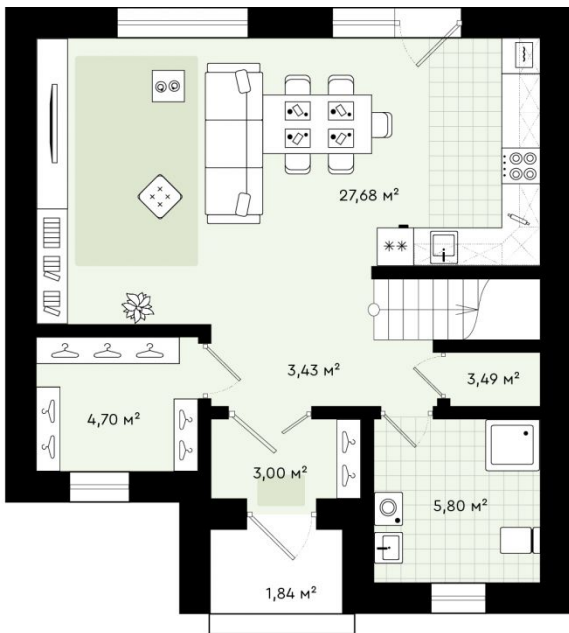 27,68 м²
3,43 м²
3,49 м²
4,70 м²
3,00 м²
5,80 м²
1,84 м²